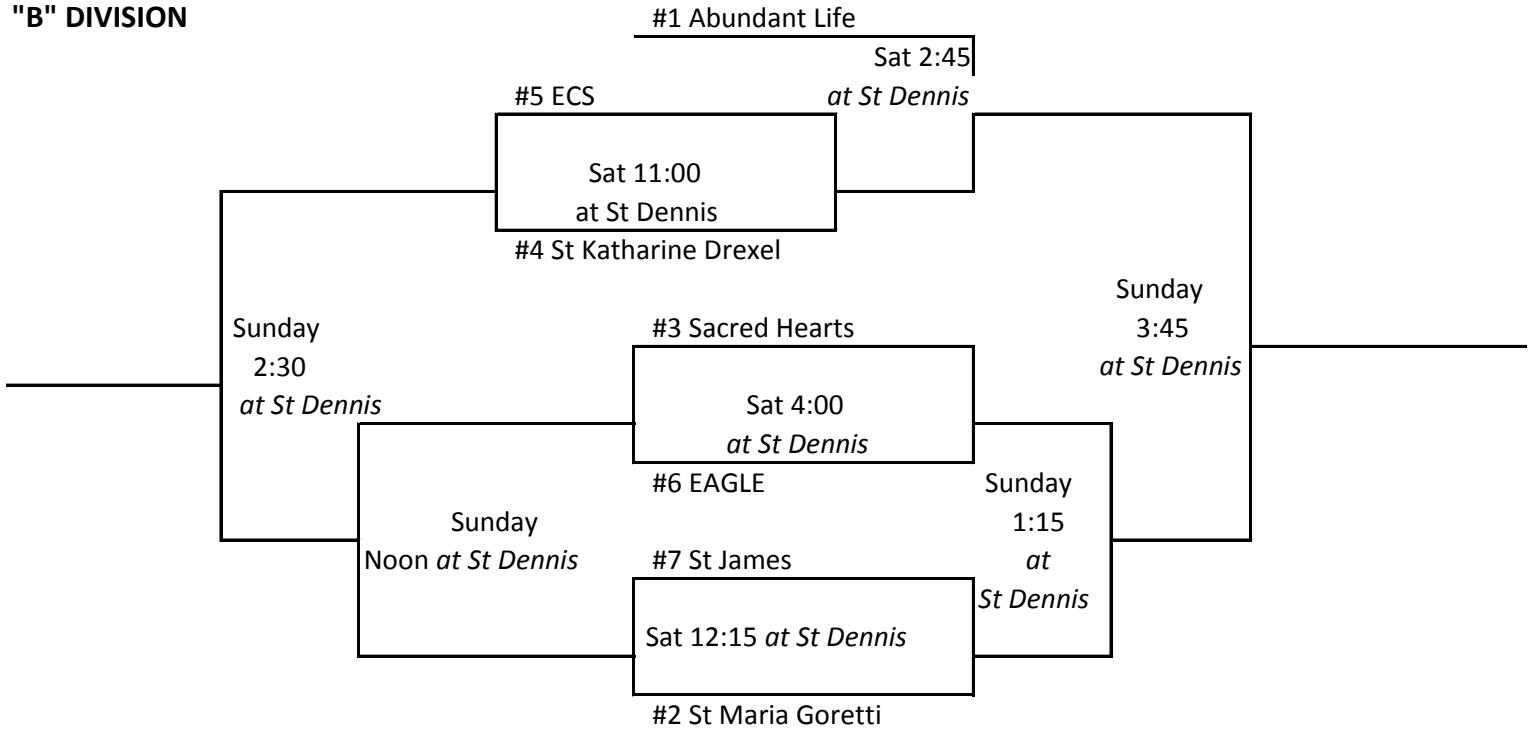 "B" DIVISION
#1 Abundant Life
Sat 2:45
at St Dennis
#5 ECS
Sat 11:00
at St Dennis
#4 St Katharine Drexel
Sunday
3:45
at St Dennis
Sunday
2:30
at St Dennis
#3 Sacred Hearts
Sat 4:00
at St Dennis
#6 EAGLE
Sunday
1:15
at
St Dennis
Sunday
Noon at St Dennis
#7 St James
Sat 12:15 at St Dennis
#2 St Maria Goretti